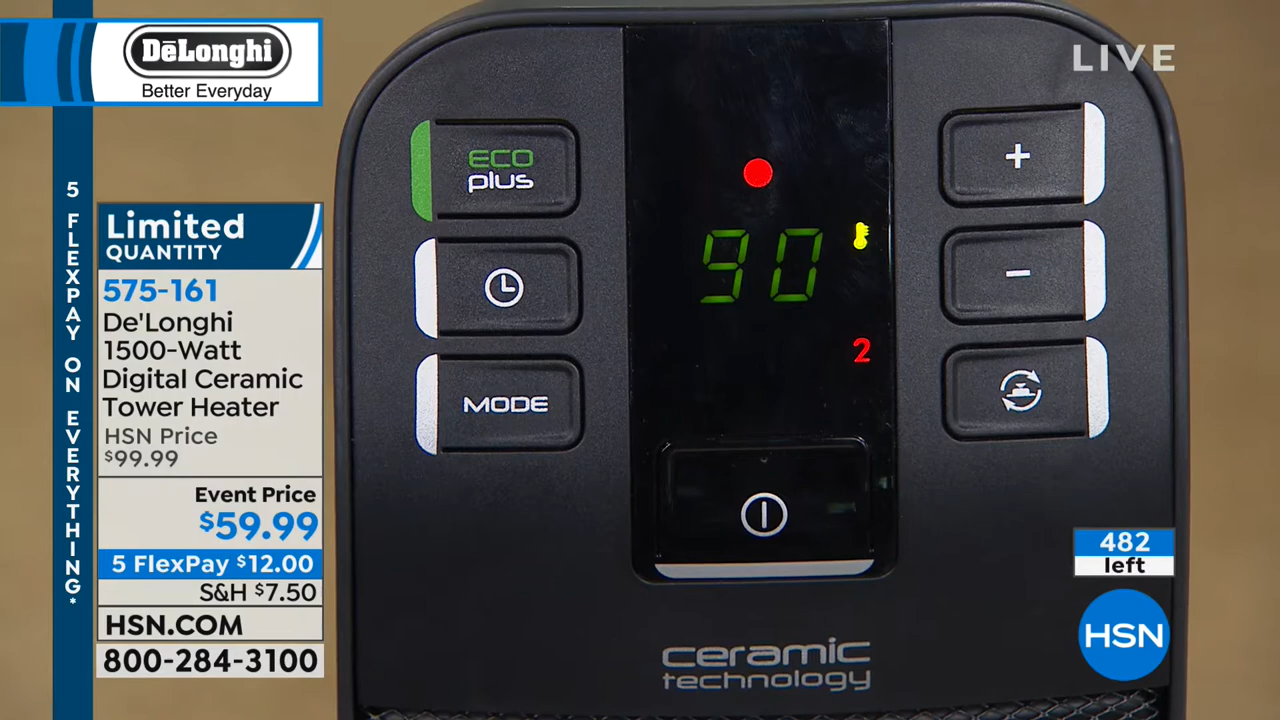 DēLonghi
Better Everyday
LIVE
5 FLEXPAY ON EVERYTHING.*
Limited
QUANTITY
575-161
De'Longhi
1500-Watt
Digital Ceramic
Tower Heater
HSN Price
$99.99
Event Price
$59.99
5 FlexPay $12.00
S&H $7.50
HSN.COM
800-284-3100
ECO
plus
MODE
90
2
+
−
ceramic
technology
482
left
HSN